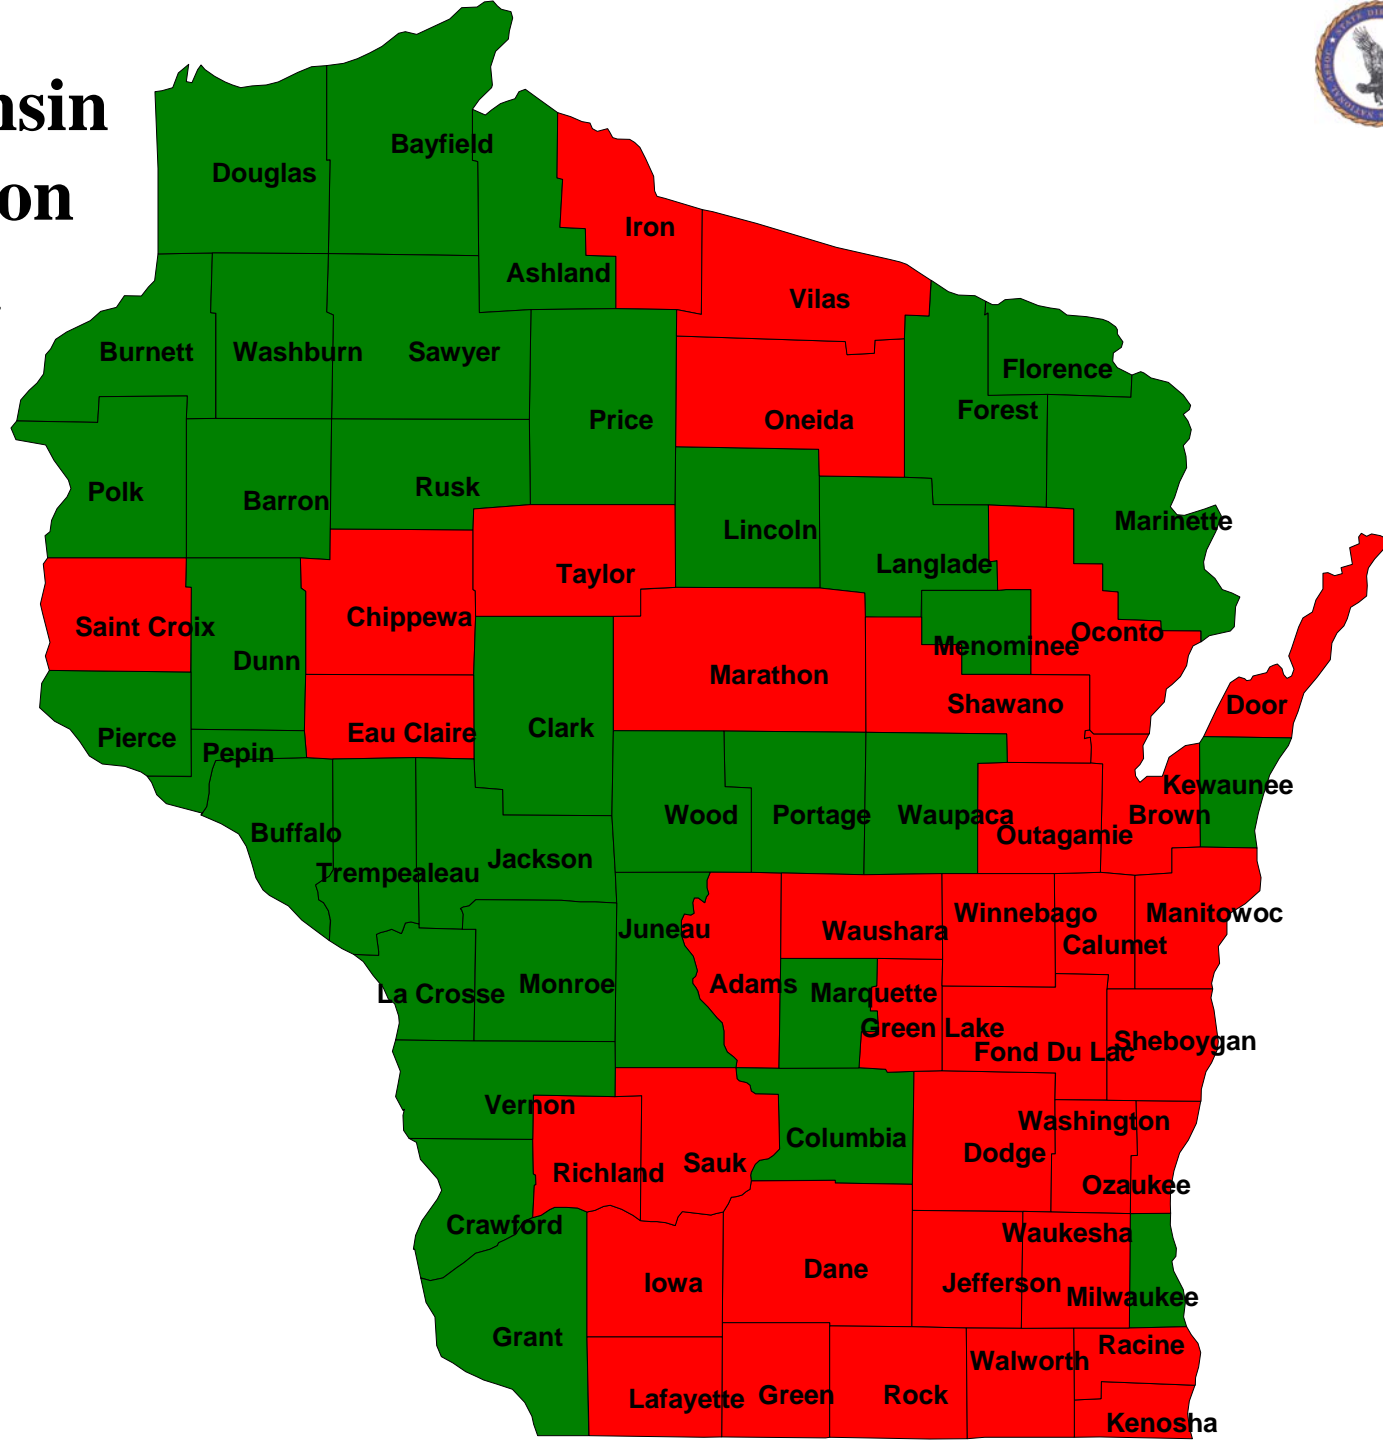 nsin
on
Bayfield
Douglas
Iron
Ashland
Vilas
Burnett
Washburn
Sawyer
Florence
Forest
Price
Oneida
Polk
Barron
Rusk
Marinette
Lincoln
Langlade
Taylor
Chippewa
Saint Croix
Oconto
Menominee
Dunn
Marathon
Shawano
Door
Clark
Eau Claire
Pierce
Pepin
Kewaunee
Wood
Portage
Waupaca
Brown
Outagamie
Buffalo
Jackson
Trempealeau
Winnebago
Manitowoc
Juneau
Waushara
Calumet
Monroe
Adams
La Crosse
Marquette
Green Lake
Sheboygan
Fond Du Lac
Vernon
Washington
Columbia
Dodge
Sauk
Richland
Ozaukee
Crawford
Waukesha
Dane
Iowa
Jefferson
Milwaukee
Grant
Racine
Walworth
Lafayette
Green
Rock
Kenosha